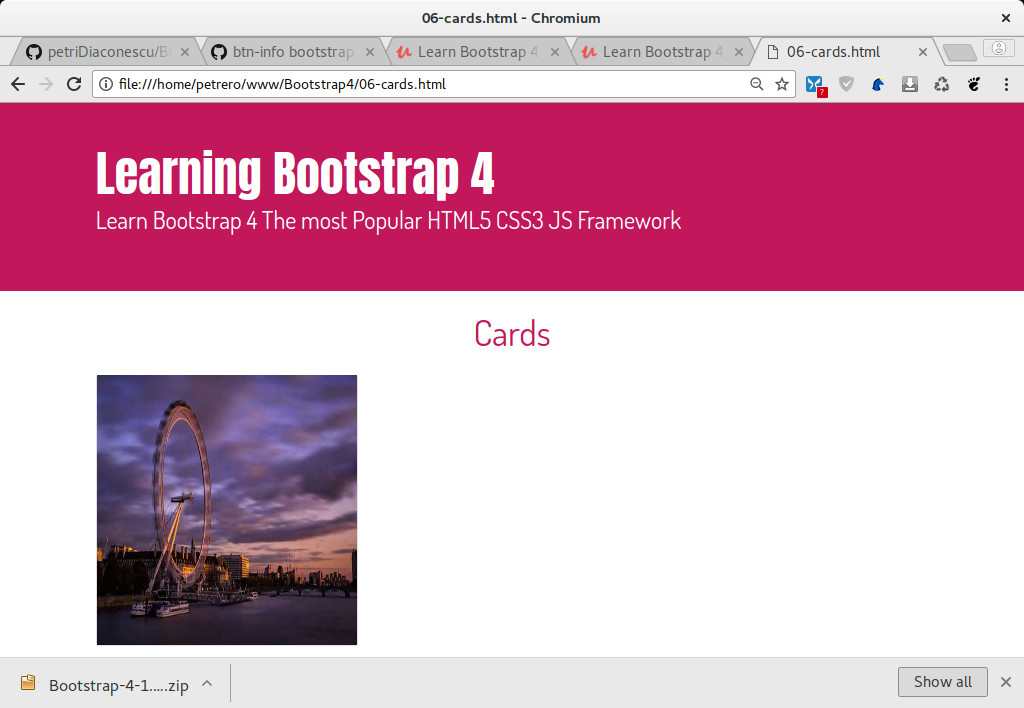 06-cards.html - Chromium
petriDiaconescu/B
btn-info bootstrap
Learn Bootstrap 4
Learn Bootstrap 4
06-cards.html
file:///home/petrero/www/Bootstrap4/06-cards.html
?
Learning Bootstrap 4
Learn Bootstrap 4 The most Popular HTML5 CSS3 JS Framework
Cards
Bootstrap-4-1.....zip
Show all